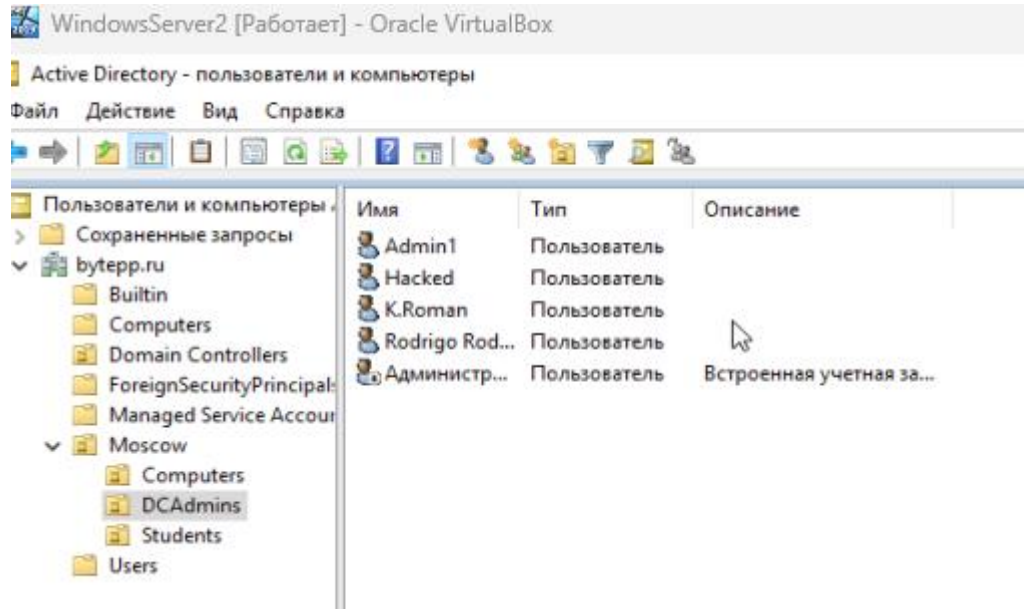 WindowsServer2 [Работает] - Oracle VirtualBox
Active Directory - пользователи и компьютеры
Файл Действие Вид Справка
Пользователи и компьютеры
Сохраненные запросы
bytepp.ru
Builtin
Computers
Domain Controllers
ForeignSecurityPrincipals
Managed Service Accour
Moscow
Computers
DCAdmins
Students
Users
Имя Тип Описание
Admin1 Пользователь
Hacked Пользователь
K.Roman Пользователь
Rodrigo Rod... Пользователь
Администр... Пользователь Встроенная учетная за...